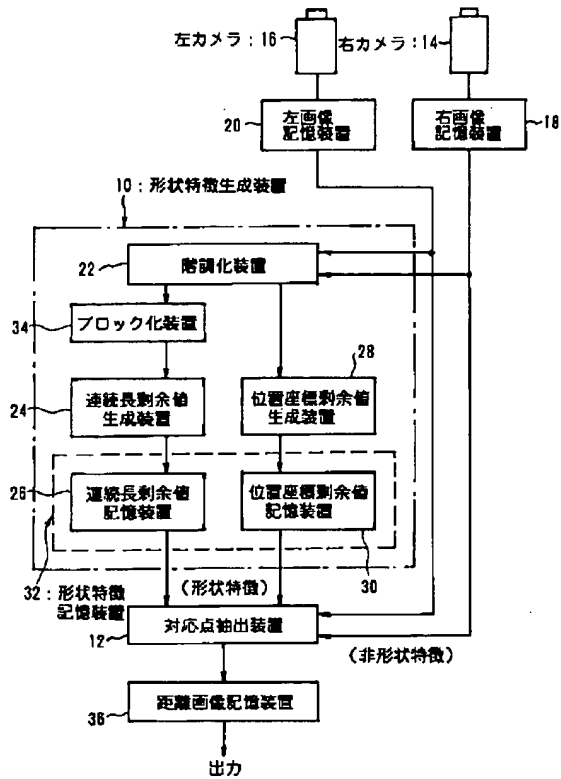 左カメラ：16
右カメラ：14
20
左画像
記憶装置
右画像
記憶装置
18
10：形状特徴生成装置
22
階調化装置
34
ブロック化装置
28
24
連続長剰余値
生成装置
位置座標剰余値
生成装置
26
連続長剰余値
記憶装置
位置座標剰余値
記憶装置
32：形状特徴
記憶装置
（形状特徴）
30
12
対応点抽出装置
（非形状特徴）
36
距離画像記憶装置
出力